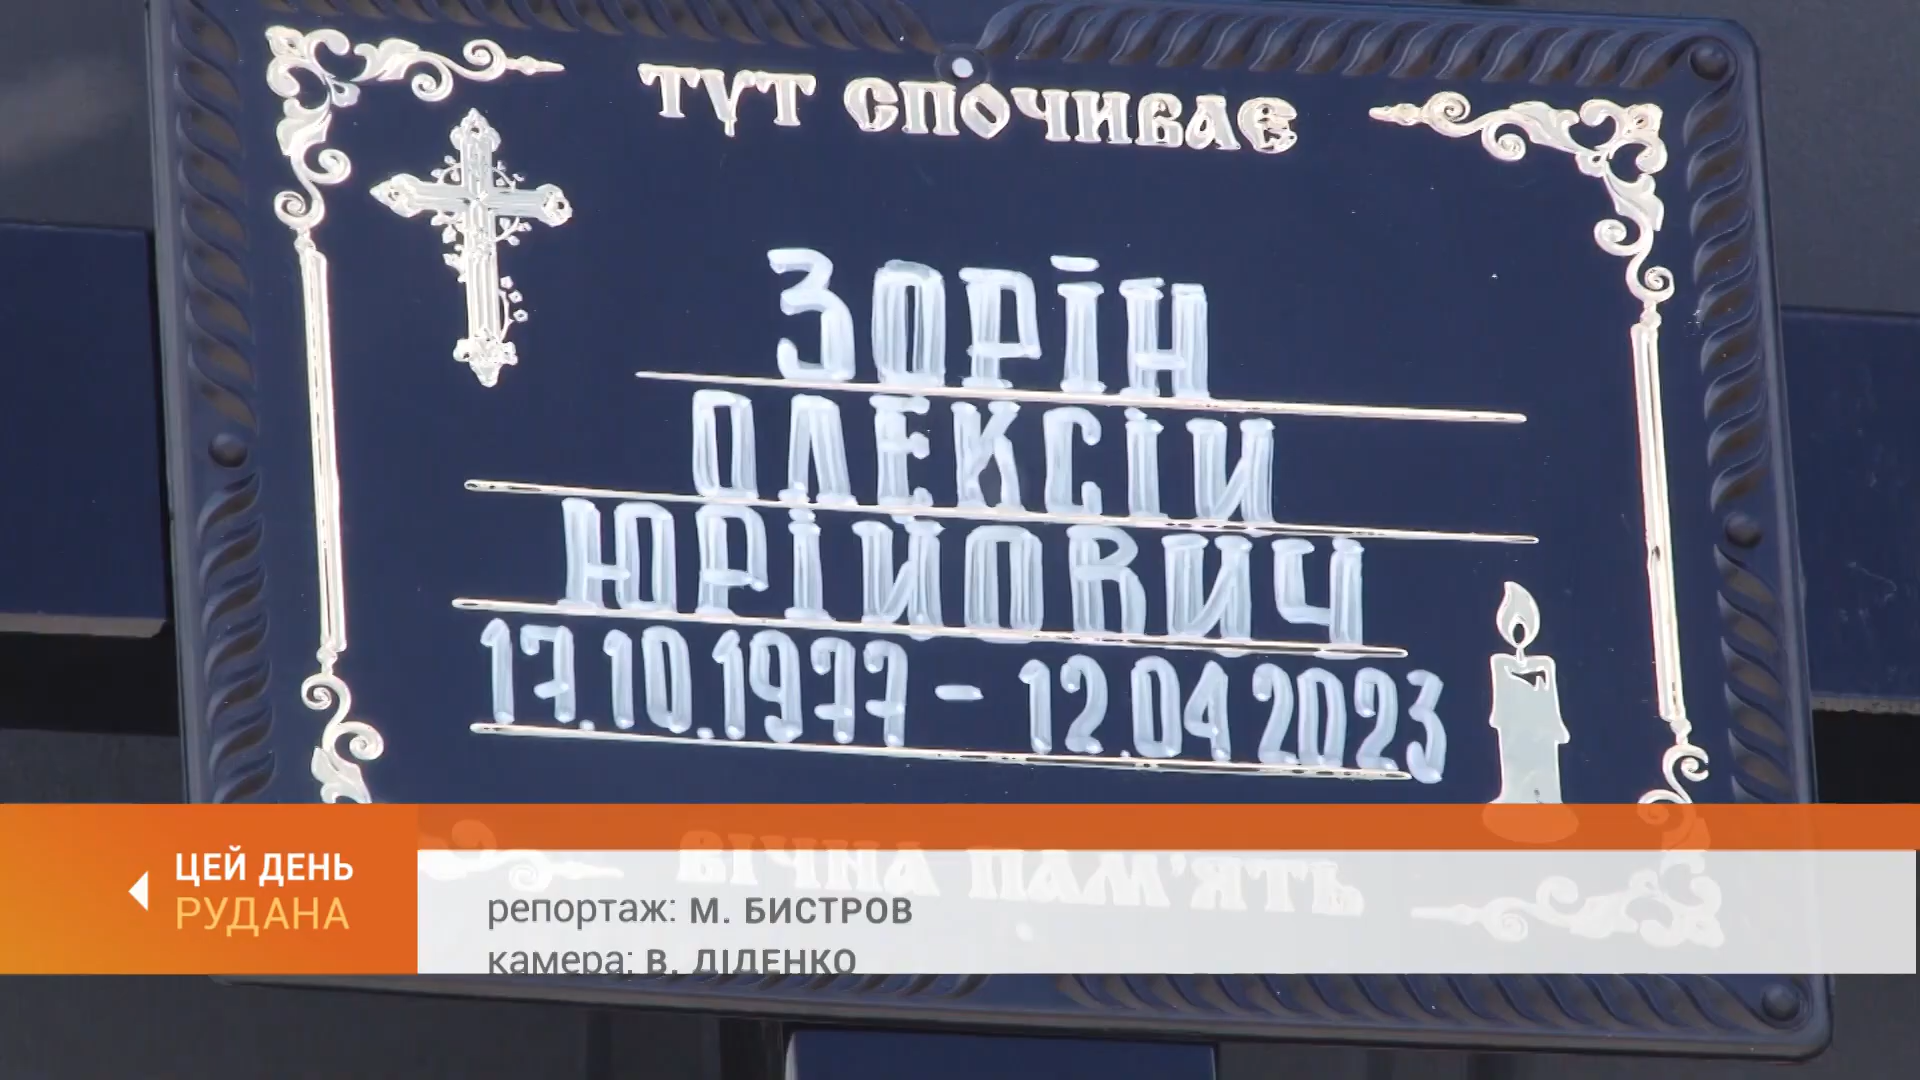 ТУТ СПОЧИВАЄ
ЗОРІН
ОЛЕКСІЙ
ЮРІЙОВИЧ
17.10.1977 – 12.04 2023
ВІЧНА ПАМ'ЯТЬ
ЦЕЙ ДЕНЬ
РУДАНА
репортаж: М. БИСТРОВ
камера: В. ДІДЕНКО